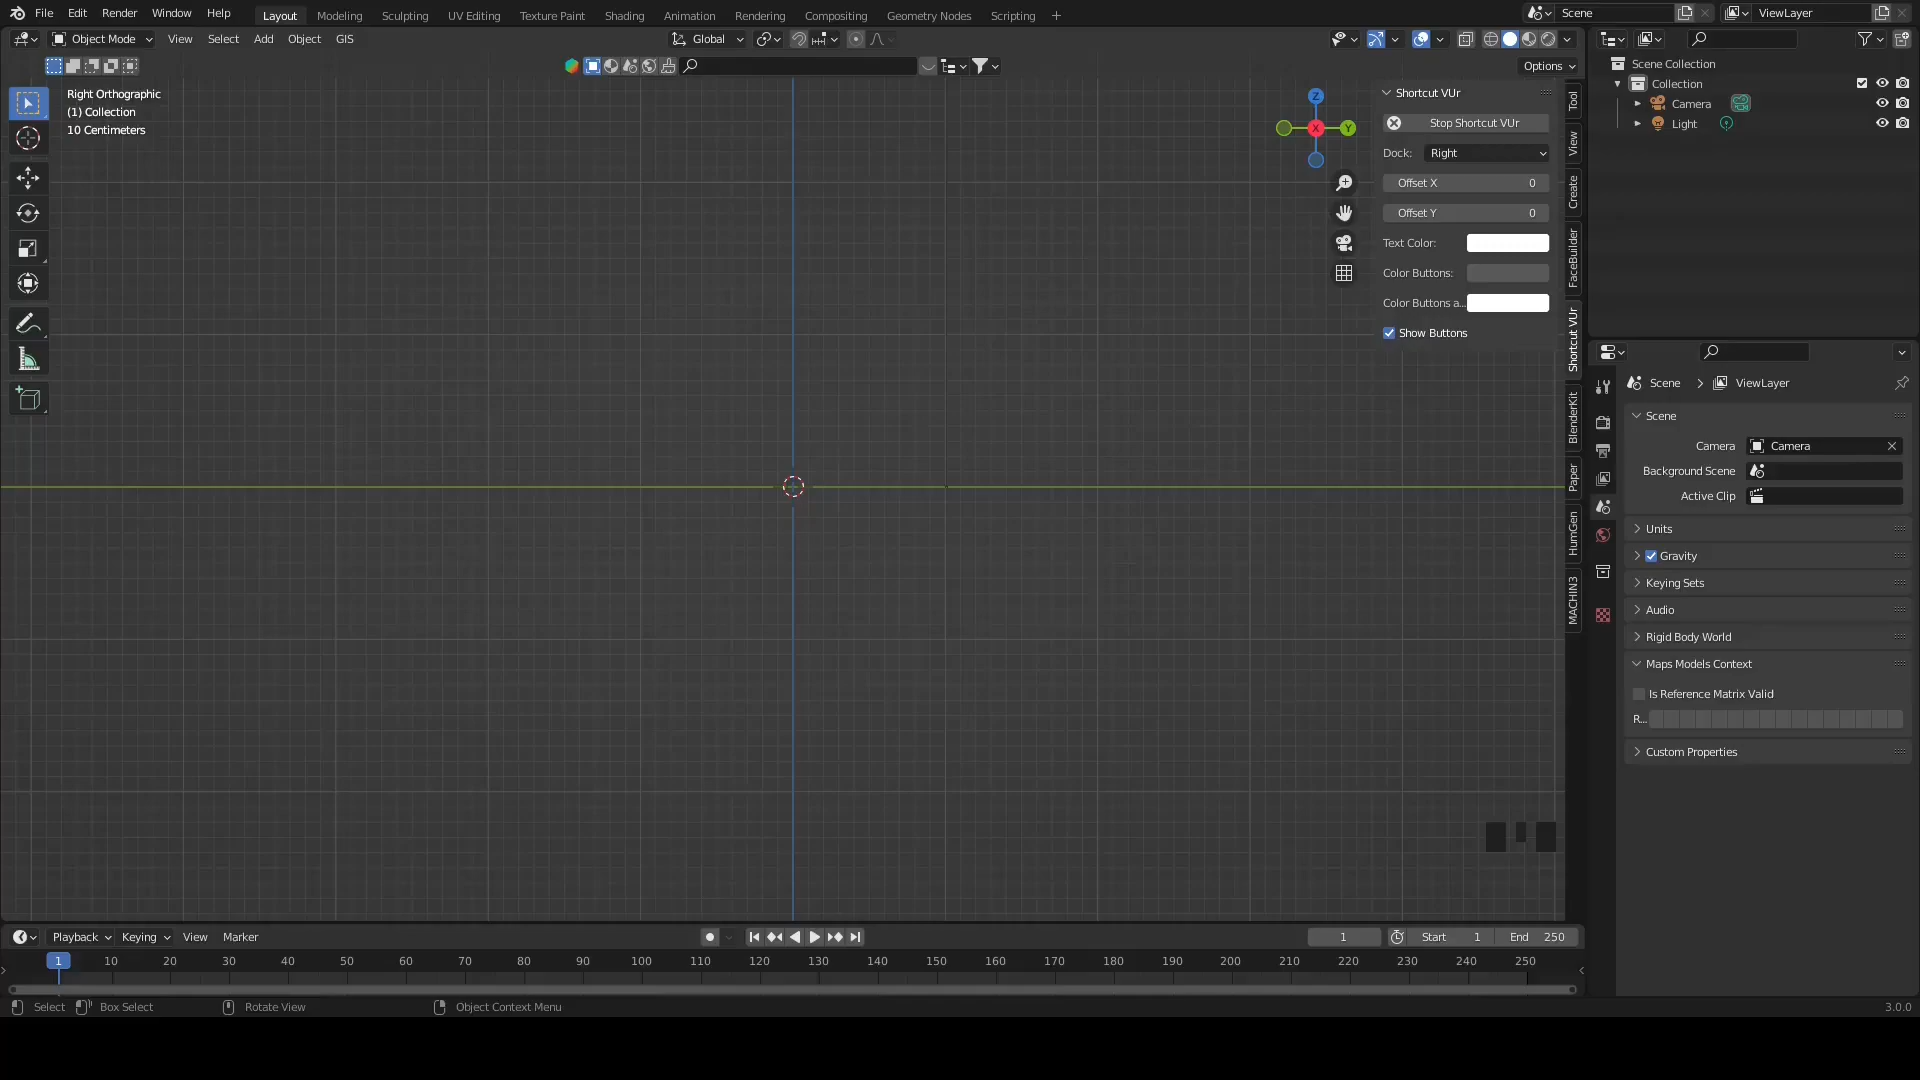 File Edit Render Window Help
Layout Modeling Sculpting UV Editing Texture Paint Shading Animation Rendering Compositing Geometry Nodes Scripting +
Scene
ViewLayer
Object Mode View Select Add Object GIS
Global
Options
Right Orthographic
(1) Collection
10 Centimeters
Z
X
Y
Shortcut VUr
Stop Shortcut VUr
Dock: Right
Offset X 0
Offset Y 0
Text Color:
Color Buttons:
Color Buttons a...
Show Buttons
Tool
View
Create
FaceBuilder
Shortcut VUr
BlenderKit
Paper
HumGen
MACHIN3
Scene Collection
Collection
Camera
Light
Scene > ViewLayer
Scene
Camera Camera
Background Scene
Active Clip
Units
Gravity
Keying Sets
Audio
Rigid Body World
Maps Models Context
Is Reference Matrix Valid
R...
Custom Properties
Playback Keying View Marker
1 Start 1 End 250
1 10 20 30 40 50 60 70 80 90 100 110 120 130 140 150 160 170 180 190 200 210 220 230 240 250
Select Box Select Rotate View Object Context Menu
3.0.0